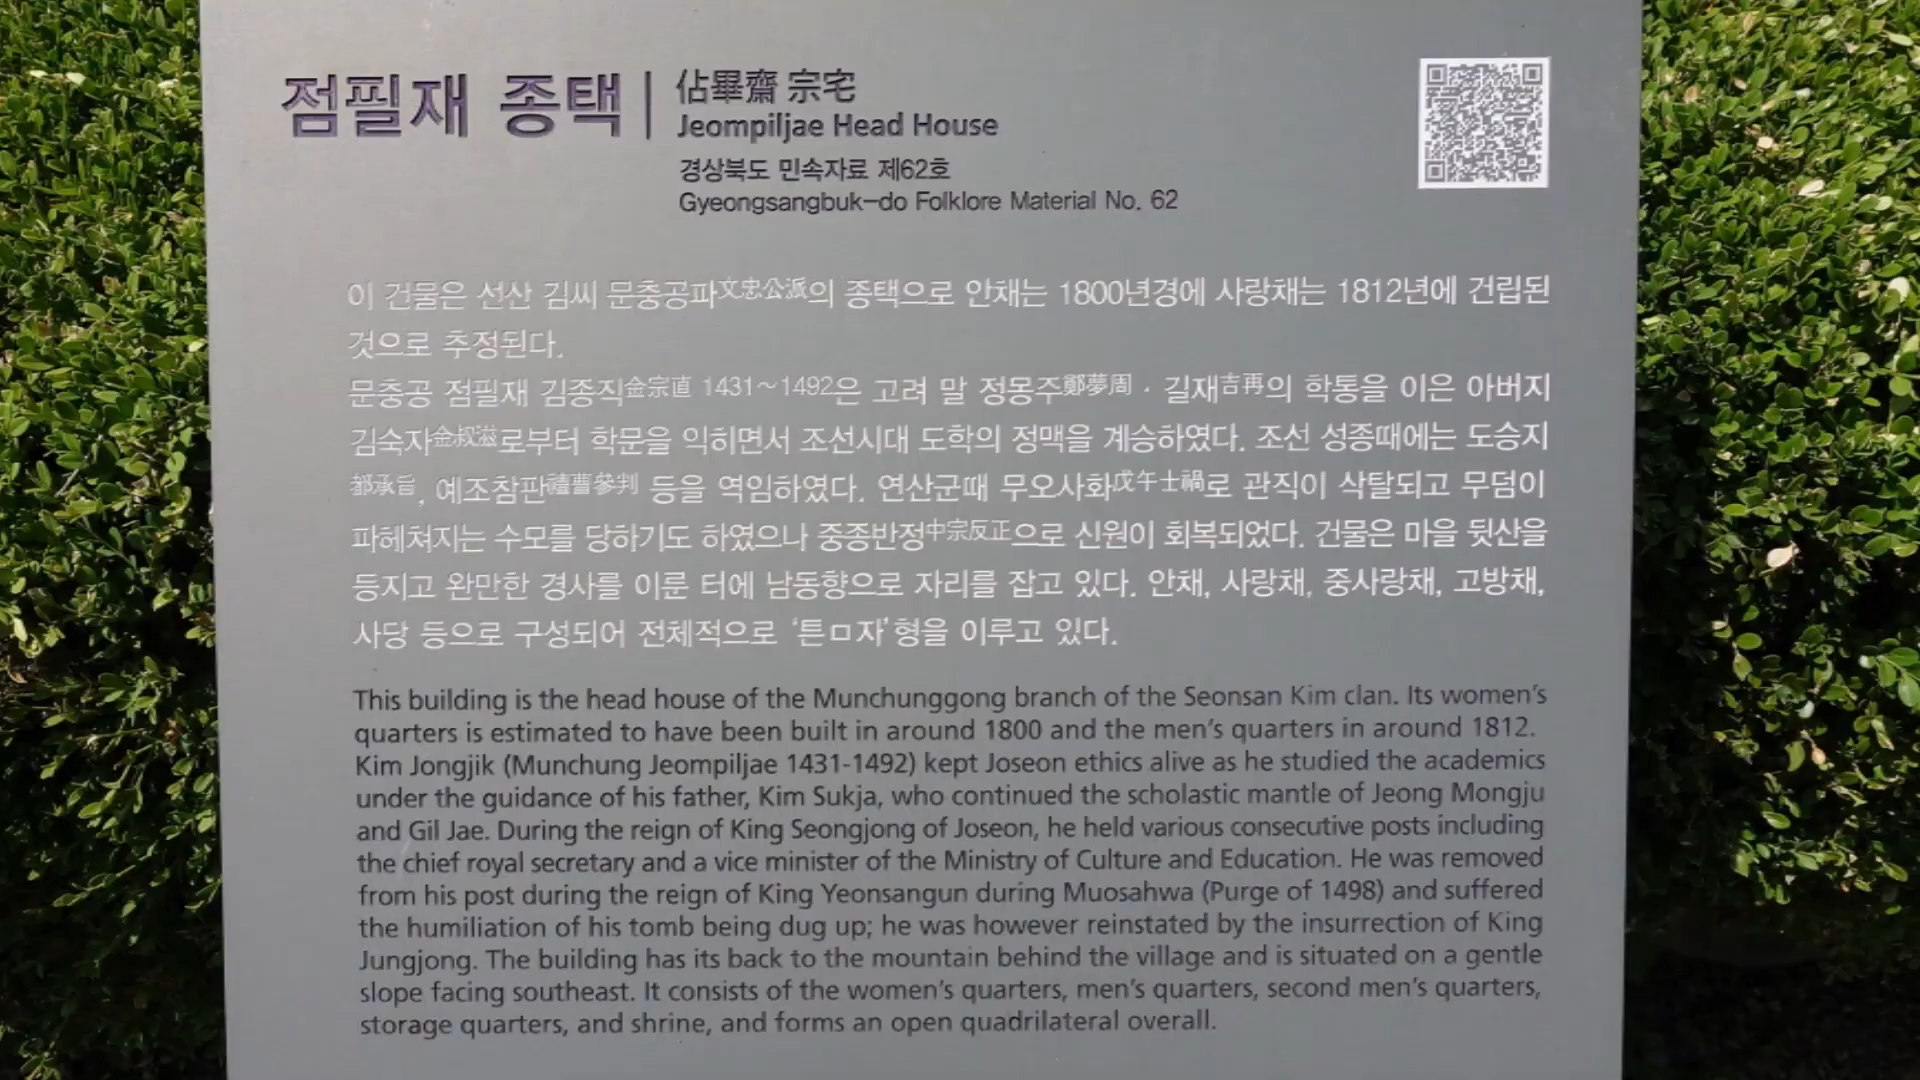 점필재 종택
佔畢齋 宗宅
Jeompiljae Head House
경상북도 민속자료 제62호
Gyeongsangbuk-do Folklore Material No. 62
이 건물은 선산 김씨 문충공파文忠公派의 종택으로 안채는 1800년경에 사랑채는 1812년에 건립된
것으로 추정된다.
문충공 점필재 김종직金宗直 1431~1492은 고려 말 정몽주鄭夢周 · 길재吉再의 학통을 이은 아버지
김숙자金叔滋로부터 학문을 익히면서 조선시대 도학의 정맥을 계승하였다. 조선 성종때에는 도승지
都承旨, 예조참판禮曹參判 등을 역임하였다. 연산군때 무오사화戊午士禍로 관직이 삭탈되고 무덤이
파헤쳐지는 수모를 당하기도 하였으나 중종반정中宗反正으로 신원이 회복되었다. 건물은 마을 뒷산을
등지고 완만한 경사를 이룬 터에 남동향으로 자리를 잡고 있다. 안채, 사랑채, 중사랑채, 고방채,
사당 등으로 구성되어 전체적으로 ‘튼ㅁ자’형을 이루고 있다.
This building is the head house of the Munchunggong branch of the Seonsan Kim clan. Its women's
quarters is estimated to have been built in around 1800 and the men's quarters in around 1812.
Kim Jongjik (Munchung Jeompiljae 1431-1492) kept Joseon ethics alive as he studied the academics
under the guidance of his father, Kim Sukja, who continued the scholastic mantle of Jeong Mongju
and Gil Jae. During the reign of King Seongjong of Joseon, he held various consecutive posts including
the chief royal secretary and a vice minister of the Ministry of Culture and Education. He was removed
from his post during the reign of King Yeonsangun during Muosahwa (Purge of 1498) and suffered
the humiliation of his tomb being dug up; he was however reinstated by the insurrection of King
Jungjong. The building has its back to the mountain behind the village and is situated on a gentle
slope facing southeast. It consists of the women's quarters, men's quarters, second men's quarters,
storage quarters, and shrine, and forms an open quadrilateral overall.